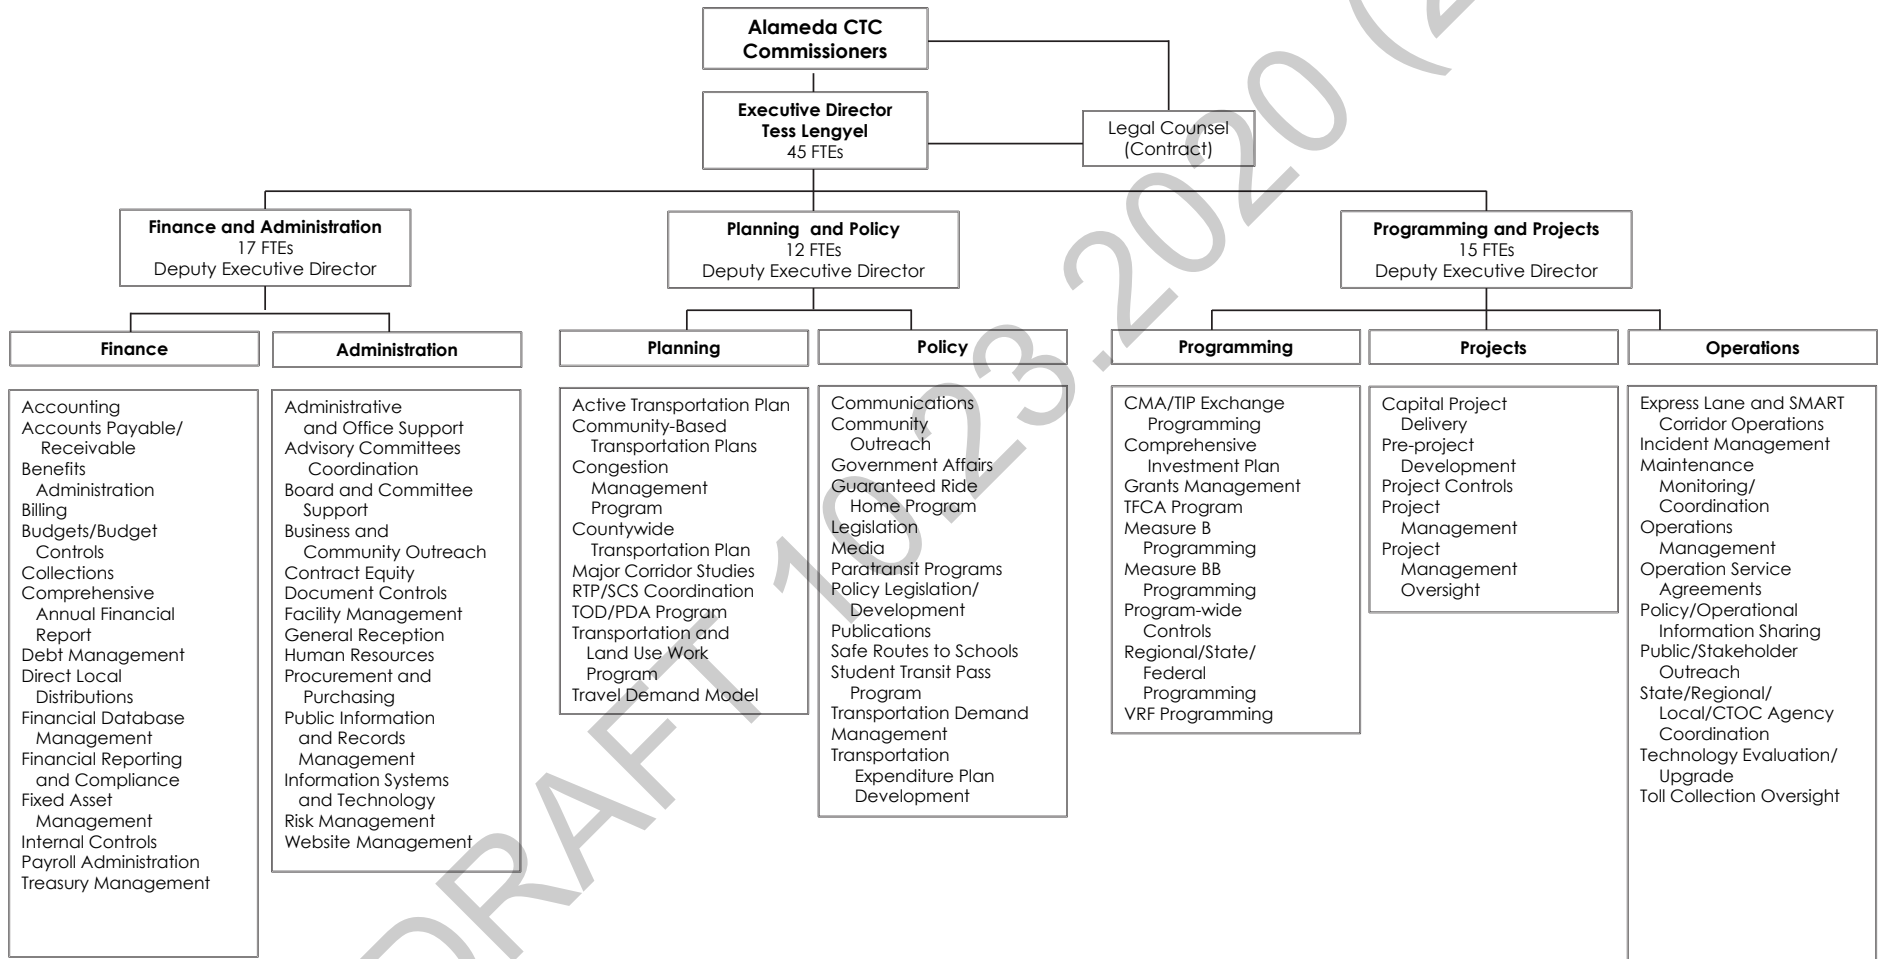 Alameda CTC
Commissioners
Executive Director
Tess Lengyel
45 FTEs
Legal Counsel
(Contract)
Finance and Administration
17 FTEs
Deputy Executive Director
Planning and Policy
12 FTEs
Deputy Executive Director
Programming and Projects
15 FTEs
Deputy Executive Director
Finance
Accounting
Accounts Payable/
Receivable
Benefits
Administration
Billing
Budgets/Budget
Controls
Collections
Comprehensive
Annual Financial
Report
Debt Management
Direct Local
Distributions
Financial Database
Management
Financial Reporting
and Compliance
Fixed Asset
Management
Internal Controls
Payroll Administration
Treasury Management
Administration
Administrative
and Office Support
Advisory Committees
Coordination
Board and Committee
Support
Business and
Community Outreach
Contract Equity
Document Controls
Facility Management
General Reception
Human Resources
Procurement and
Purchasing
Public Information
and Records
Management
Information Systems
and Technology
Risk Management
Website Management
Planning
Active Transportation Plan
Community-Based
Transportation Plans
Congestion
Management
Program
Countywide
Transportation Plan
Major Corridor Studies
RTP/SCS Coordination
TOD/PDA Program
Transportation and
Land Use Work
Program
Travel Demand Model
Policy
Communications
Community
Outreach
Government Affairs
Guaranteed Ride
Home Program
Legislation
Media
Paratransit Programs
Policy Legislation/
Development
Publications
Safe Routes to Schools
Student Transit Pass
Program
Transportation Demand
Management
Transportation
Expenditure Plan
Development
Programming
CMA/TIP Exchange
Programming
Comprehensive
Investment Plan
Grants Management
TFCA Program
Measure B
Programming
Measure BB
Programming
Program-wide
Controls
Regional/State/
Federal
Programming
VRF Programming
Projects
Capital Project
Delivery
Pre-project
Development
Project Controls
Project
Management
Project
Management
Oversight
Operations
Express Lane and SMART
Corridor Operations
Incident Management
Maintenance
Monitoring/
Coordination
Operations
Management
Operation Service
Agreements
Policy/Operational
Information Sharing
Public/Stakeholder
Outreach
State/Regional/
Local/CTOC Agency
Coordination
Technology Evaluation/
Upgrade
Toll Collection Oversight
DRAFT 10.23.2020 (